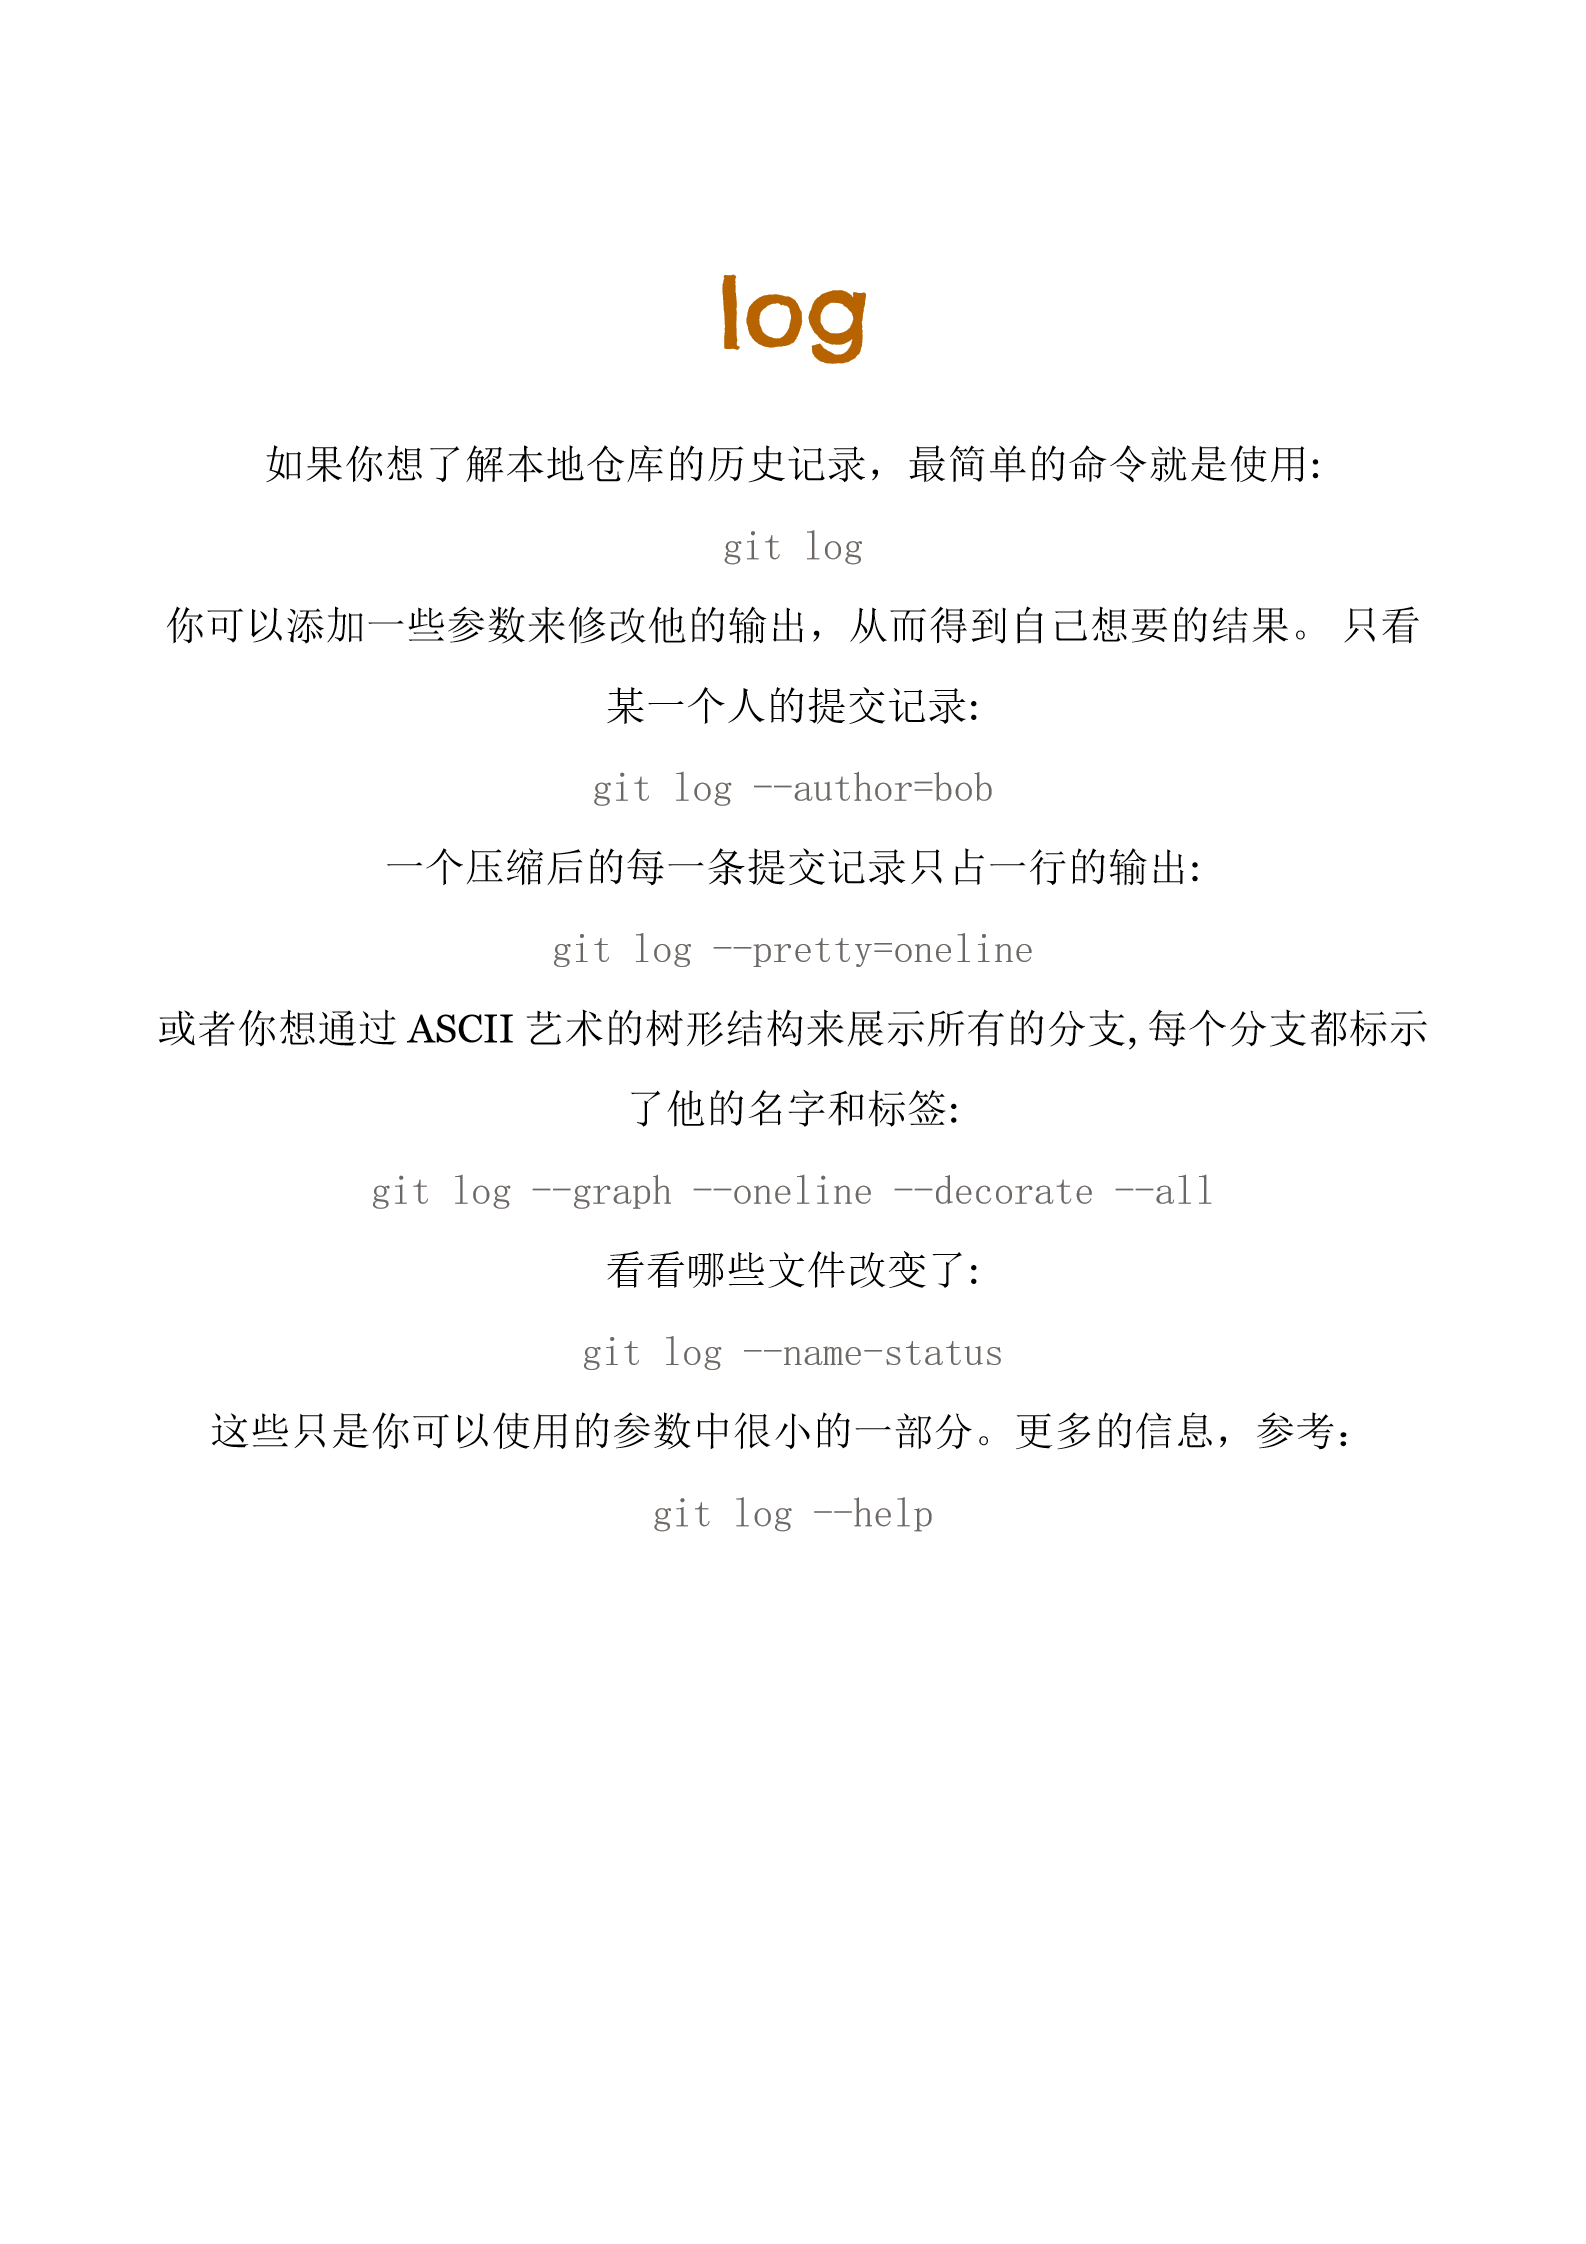 log
如果你想了解本地仓库的历史记录，最简单的命令就是使用:
git log
你可以添加一些参数来修改他的输出，从而得到自己想要的结果。 只看
某一个人的提交记录:
git log --author=bob
一个压缩后的每一条提交记录只占一行的输出:
git log --pretty=oneline
或者你想通过 ASCII 艺术的树形结构来展示所有的分支, 每个分支都标示
了他的名字和标签:
git log --graph --oneline --decorate --all
看看哪些文件改变了:
git log --name-status
这些只是你可以使用的参数中很小的一部分。更多的信息，参考：
git log --help